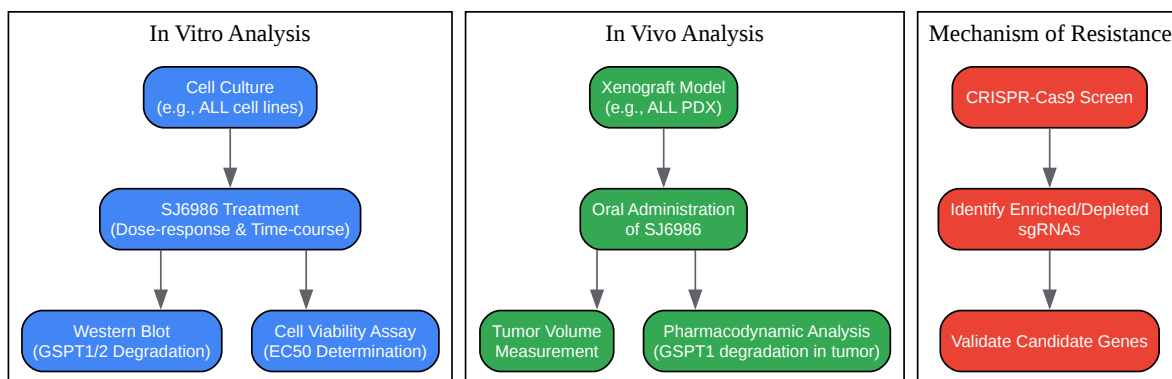 In Vitro Analysis
Cell Culture
(e.g., ALL cell lines)
SJ6986 Treatment
(Dose-response & Time-course)
Western Blot
(GSPT1/2 Degradation)
Cell Viability Assay
(EC50 Determination)
In Vivo Analysis
Xenograft Model
(e.g., ALL PDX)
Oral Administration
of SJ6986
Tumor Volume
Measurement
Pharmacodynamic Analysis
(GSPT1 degradation in tumor)
Mechanism of Resistance
CRISPR-Cas9 Screen
Identify Enriched/Depleted
sgRNAs
Validate Candidate Genes